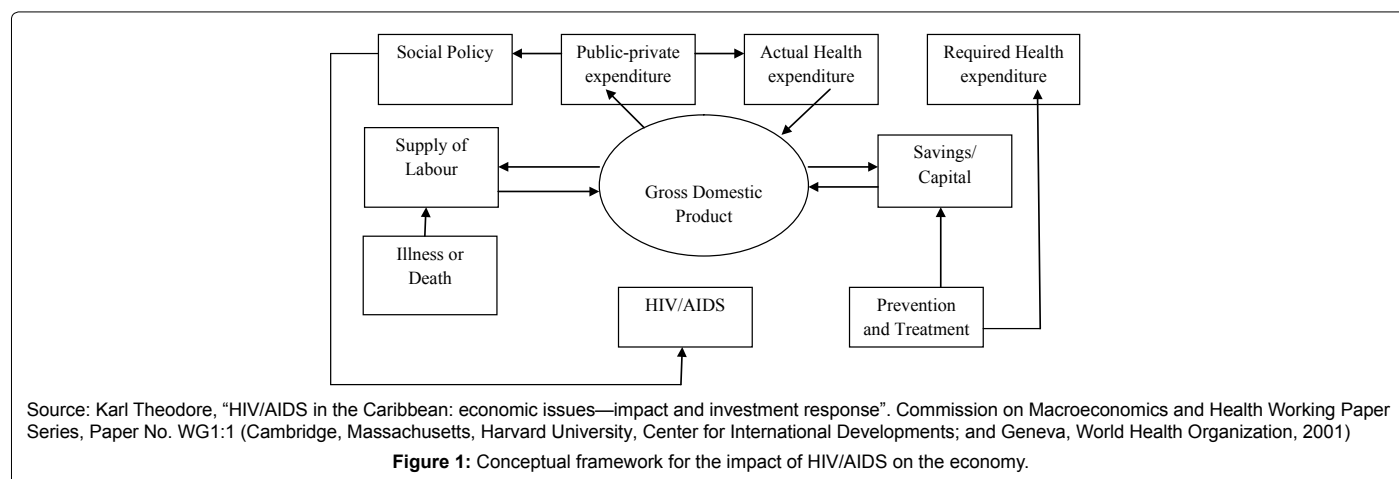 Social Policy
Public-private
expenditure
Actual Health
expenditure
Required Health
expenditure
Supply of
Labour
Gross Domestic
Product
Savings/
Capital
Illness or
Death
HIV/AIDS
Prevention
and Treatment
Source: Karl Theodore, “HIV/AIDS in the Caribbean: economic issues—impact and investment response”. Commission on Macroeconomics and Health Working Paper
Series, Paper No. WG1:1 (Cambridge, Massachusetts, Harvard University, Center for International Developments; and Geneva, World Health Organization, 2001)
Figure 1: Conceptual framework for the impact of HIV/AIDS on the economy.